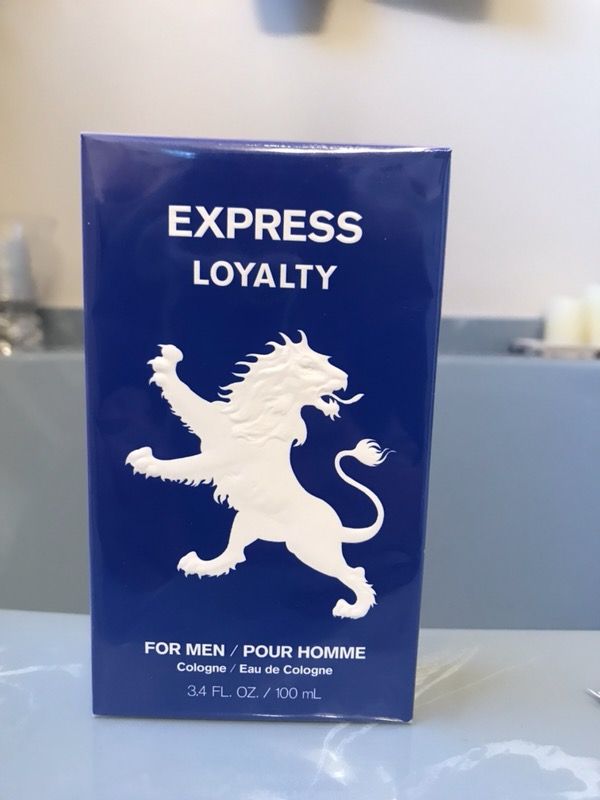 EXPRESS
LOYALTY
FOR MEN / POUR HOMME
Cologne / Eau de Cologne
3.4 FL. OZ. / 100 mL